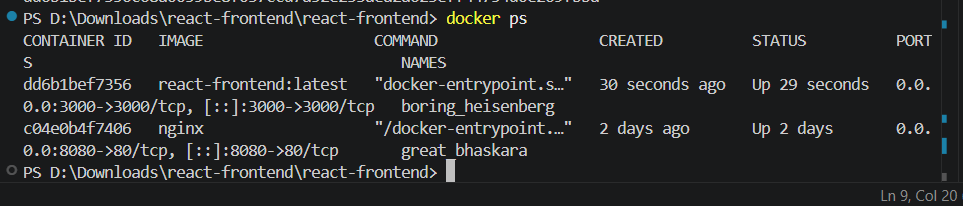 PS D:\Downloads\react-frontend\react-frontend> docker ps
CONTAINER ID   IMAGE                   COMMAND                  CREATED          STATUS          PORT
S                                         NAMES
dd6b1bef7356   react-frontend:latest   "docker-entrypoint.s…"   30 seconds ago   Up 29 seconds   0.0.
0.0:3000->3000/tcp, [::]:3000->3000/tcp   boring_heisenberg
c04e0b4f7406   nginx                   "/docker-entrypoint.…"   2 days ago       Up 2 days       0.0.
0.0:8080->80/tcp, [::]:8080->80/tcp       great_bhaskara
PS D:\Downloads\react-frontend\react-frontend>
Ln 9, Col 20